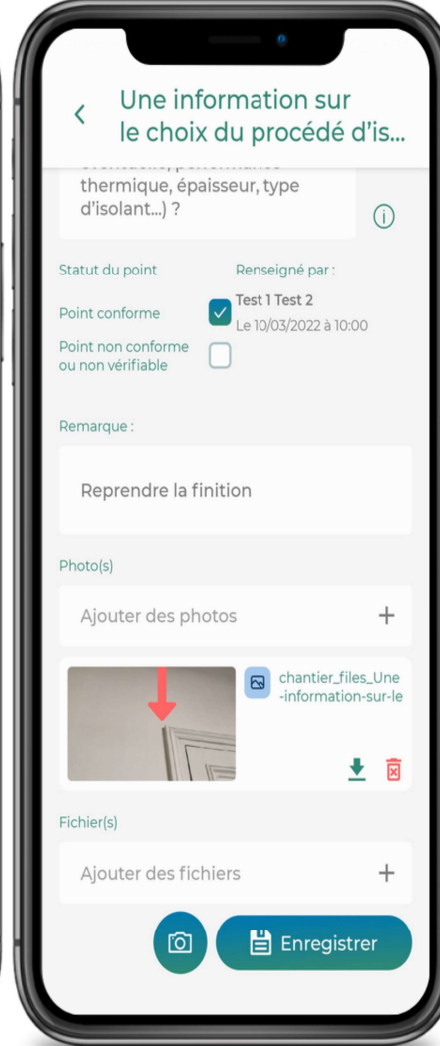 Une information sur
le choix du procédé d'is...
thermique, épaisseur, type
d'isolant...) ?
Statut du point
Renseigné par :
Point conforme
Test 1 Test 2
Le 10/03/2022 à 10:00
Point non conforme
ou non vérifiable
Remarque :
Reprendre la finition
Photo(s)
Ajouter des photos +
chantier_files_Une
-information-sur-le
Fichier(s)
Ajouter des fichiers +
Enregistrer